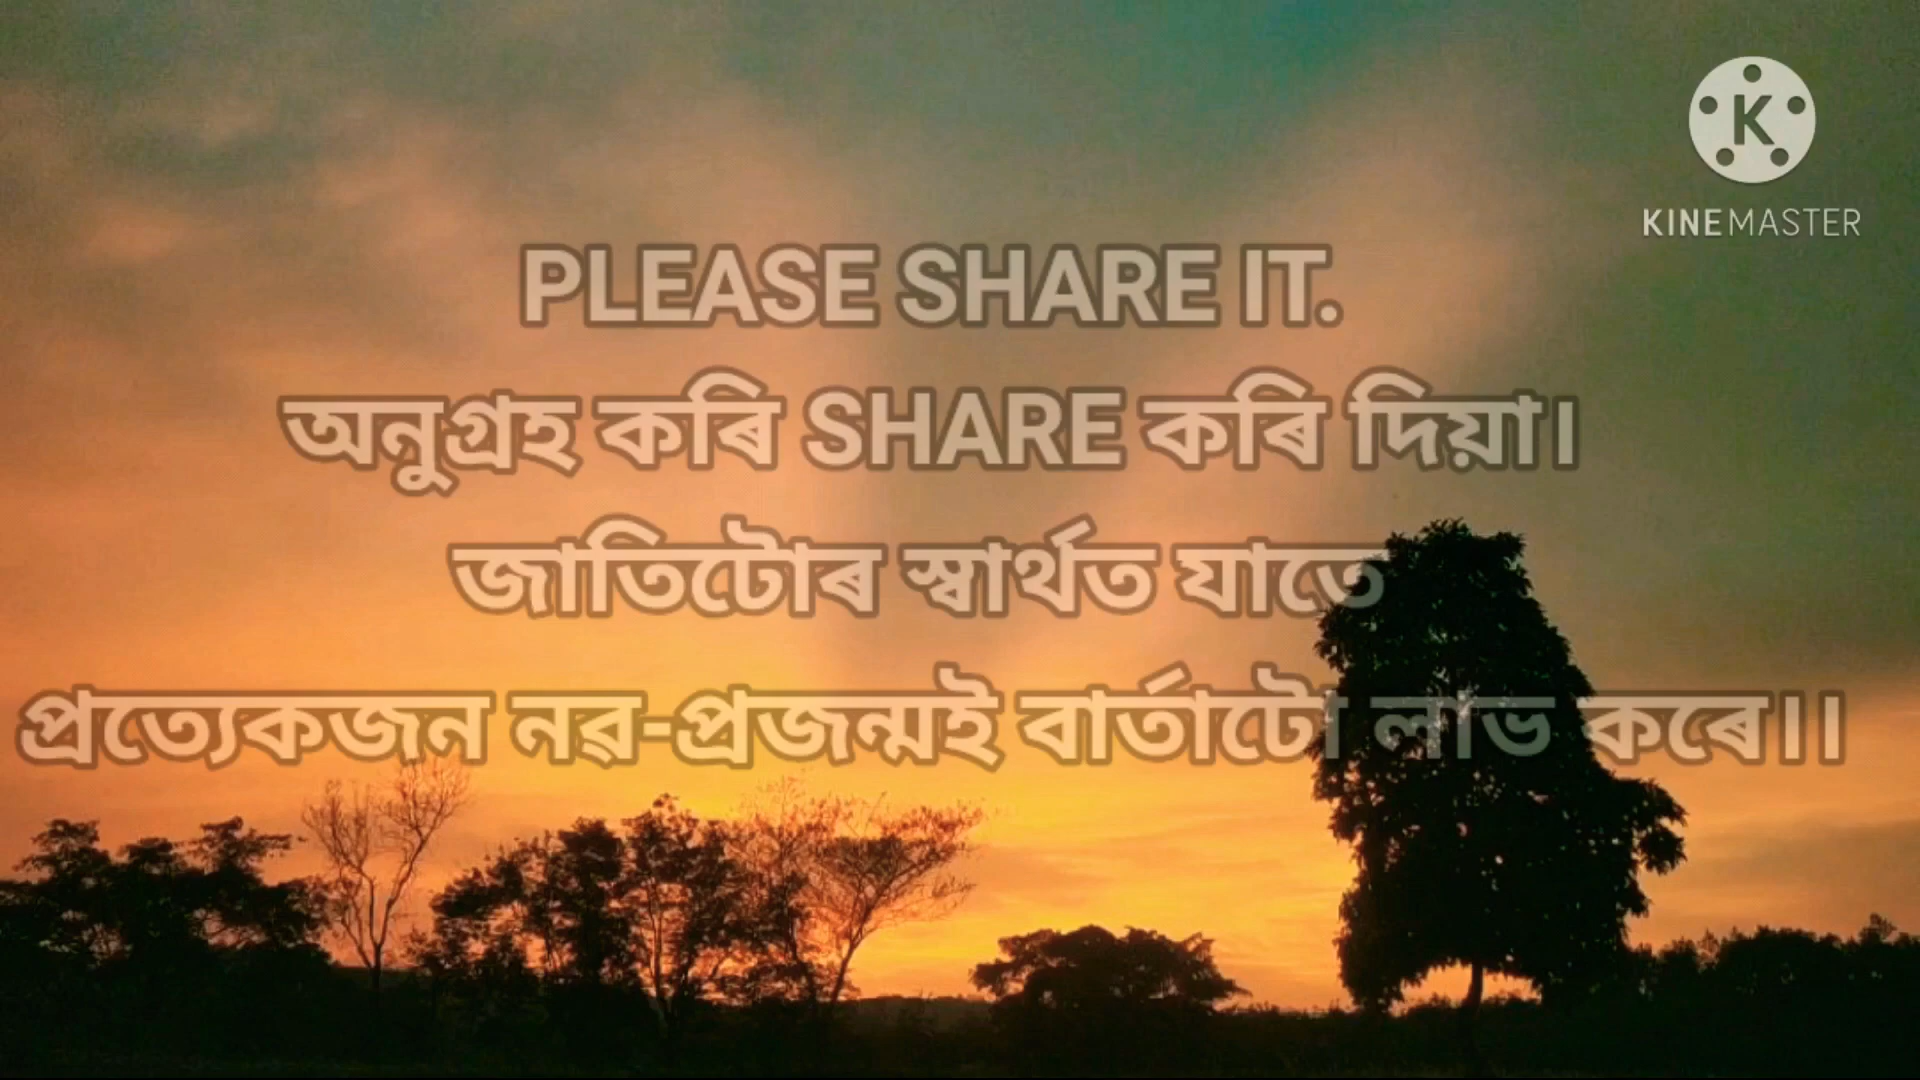 KINEMASTER
PLEASE SHARE IT.
অনুগ্ৰহ কৰি SHARE কৰি দিয়া।
জাতিটোৰ স্বাৰ্থত যাতে
প্ৰত্যেকজন নৱ-প্ৰজন্মই বাৰ্তাটো লাভ কৰে।।